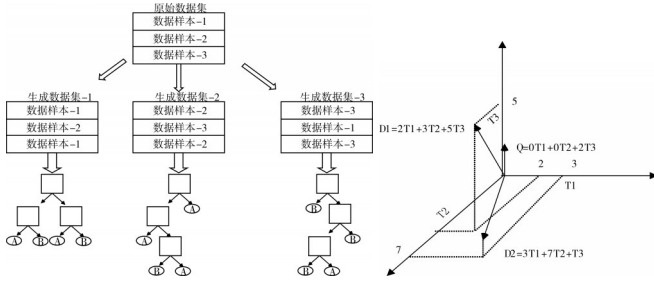 原始数据集
数据样本-1
数据样本-2
数据样本-3
生成数据集-1
数据样本-1
数据样本-2
数据样本-1
生成数据集-2
数据样本-2
数据样本-3
数据样本-2
生成数据集-3
数据样本-3
数据样本-1
数据样本-3
A
B
A
B
A
B
A
B
B
A
5
T3
D1=2T1+3T2+5T3
Q=0T1+0T2+2T3
2
3
T1
T2
7
D2=3T1+7T2+T3